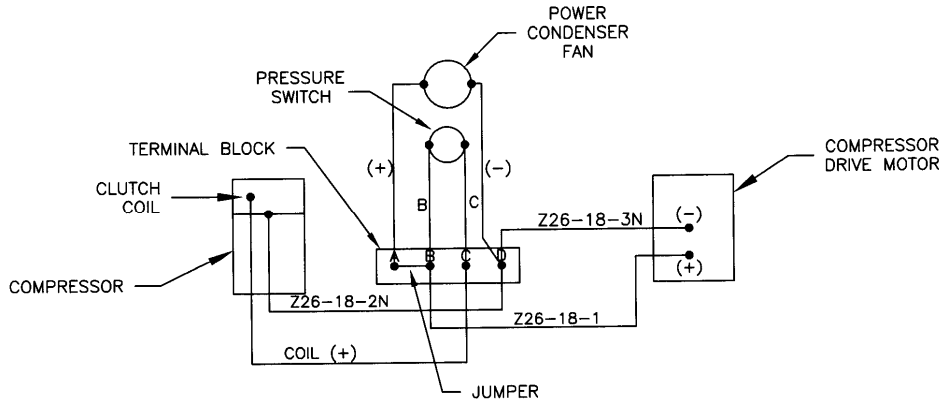 POWER
CONDENSER
FAN
PRESSURE
SWITCH
TERMINAL BLOCK
(+)
(-)
COMPRESSOR
DRIVE MOTOR
CLUTCH
COIL
B
C
Z26-18-3N
(-)
A
B
C
D
(+)
COMPRESSOR
Z26-18-2N
Z26-18-1
COIL (+)
JUMPER